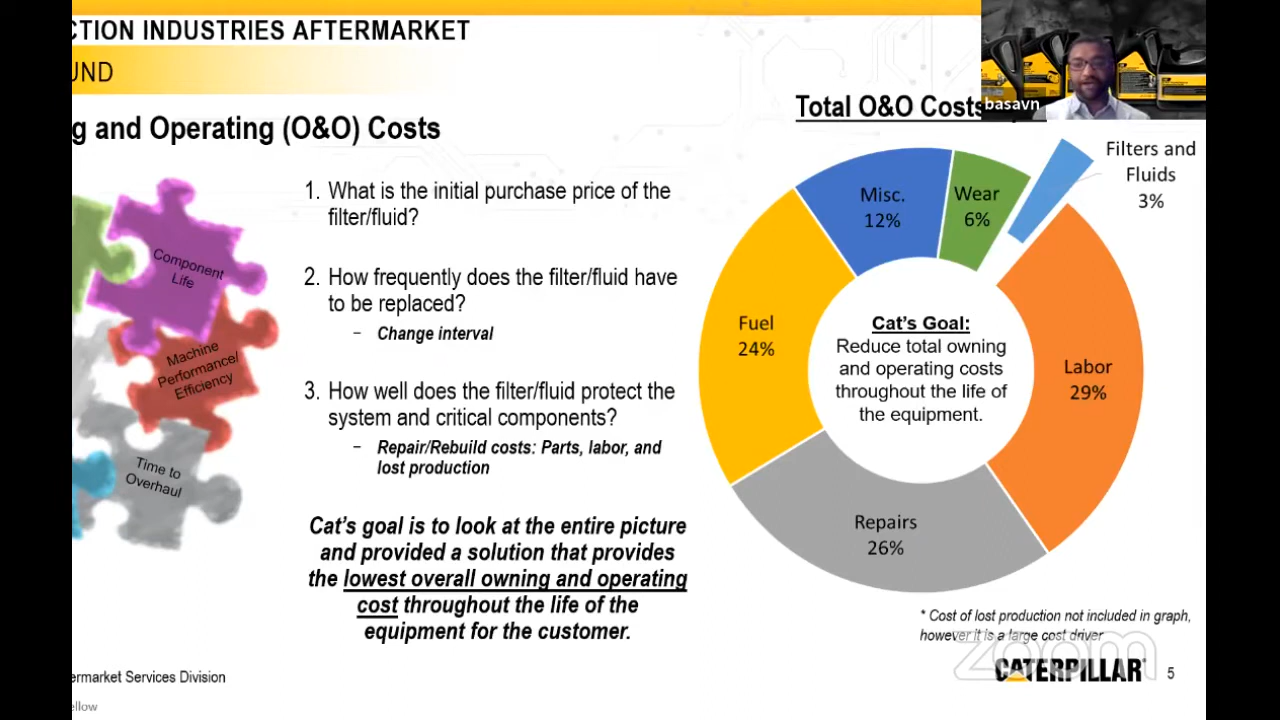 CTION INDUSTRIES AFTERMARKET
UND
g and Operating (O&O) Costs
Component
Life
Machine
Performance/
Efficiency
Time to
Overhaul
1. What is the initial purchase price of the
filter/fluid?
2. How frequently does the filter/fluid have
to be replaced?
− Change interval
3. How well does the filter/fluid protect the
system and critical components?
− Repair/Rebuild costs: Parts, labor, and
lost production
Cat's goal is to look at the entire picture
and provided a solution that provides
the lowest overall owning and operating
cost throughout the life of the
equipment for the customer.
Total O&O Costs
basavn
Filters and
Fluids
3%
Misc.
12%
Wear
6%
Fuel
24%
Labor
29%
Repairs
26%
Cat's Goal:
Reduce total owning
and operating costs
throughout the life of
the equipment.
* Cost of lost production not included in graph,
however it is a large cost driver
zoom
CATERPILLAR
5
ermarket Services Division
ellow